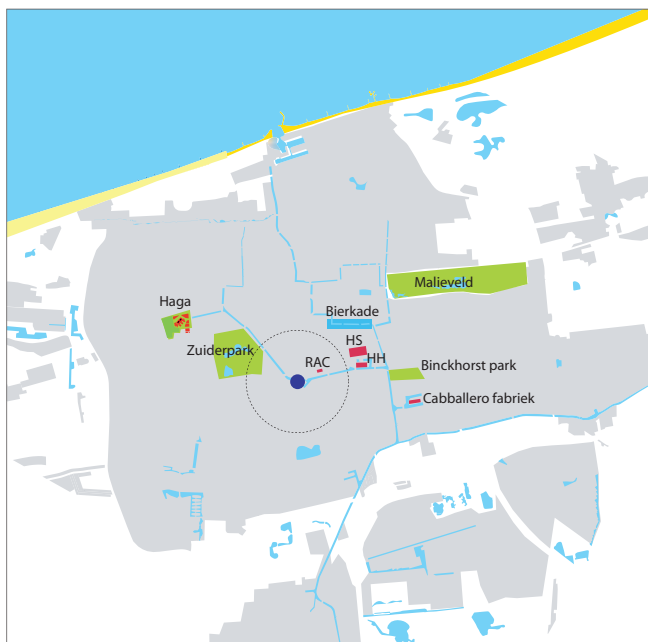 Malieveld
Haga
Bierkade
HS
Zuiderpark
RAC
HH
Binckhorst park
Cabballero fabriek